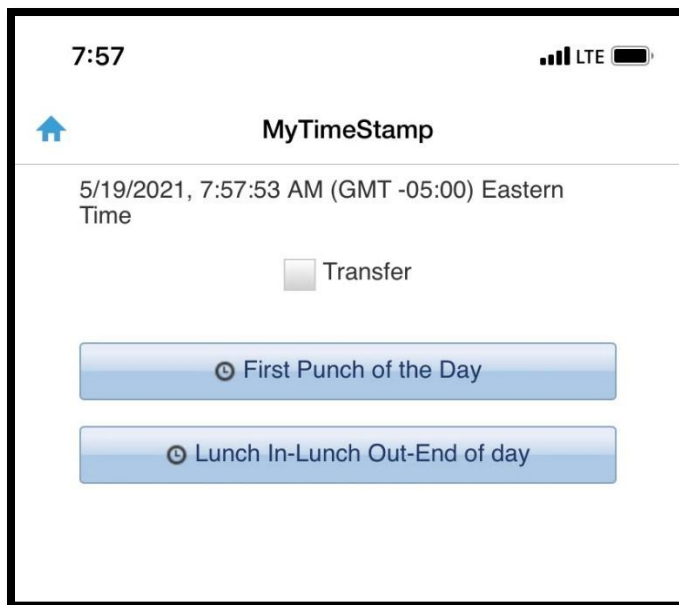 7:57
LTE
MyTimeStamp
5/19/2021, 7:57:53 AM (GMT -05:00) Eastern
Time
Transfer
First Punch of the Day
Lunch In-Lunch Out-End of day